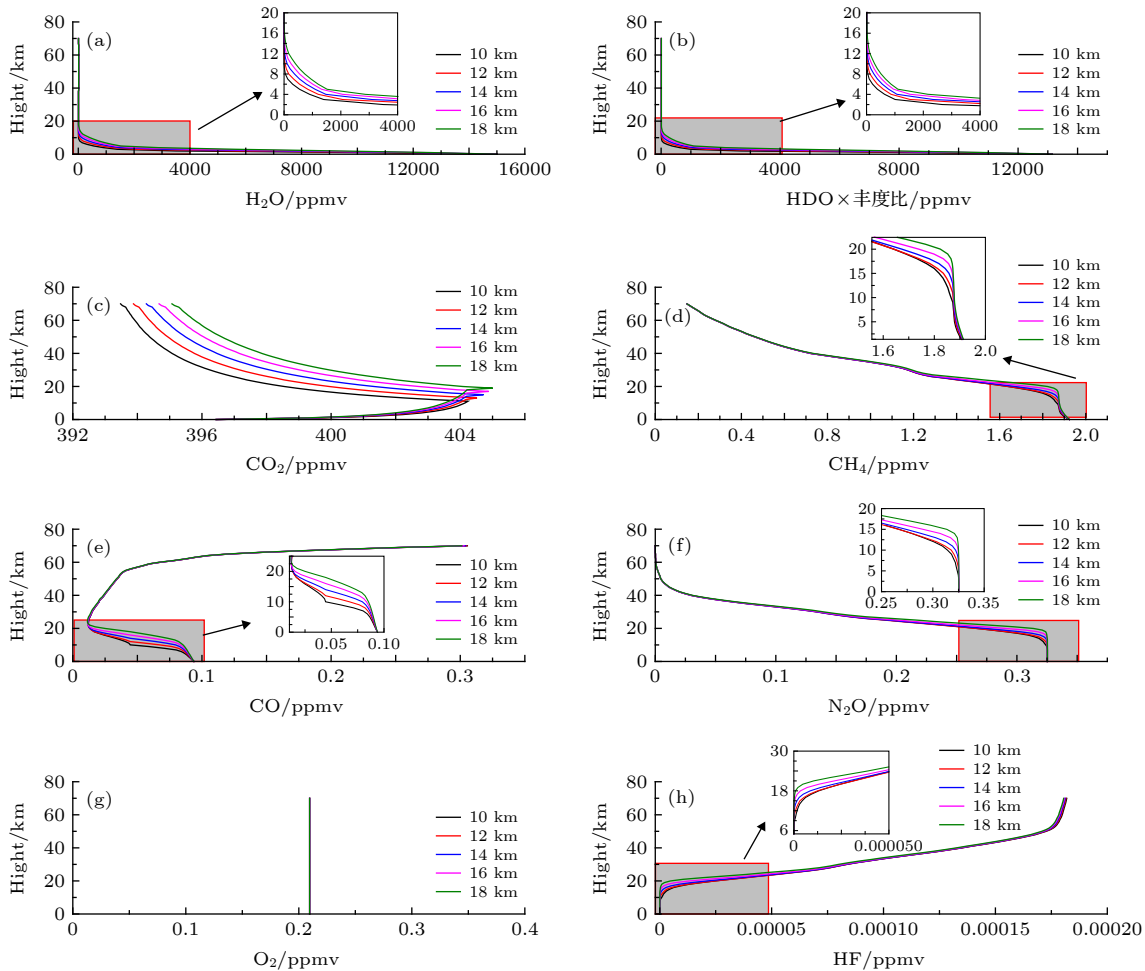 80
60
40
20
0
Hight/km
(a)
20
16
12
8
4
0 2000 4000
10 km
12 km
14 km
16 km
18 km
0 4000 8000 12000 16000
H₂O/ppmv
80
60
40
20
0
Hight/km
(b)
20
16
12
8
4
0 2000 4000
10 km
12 km
14 km
16 km
18 km
0 4000 8000 12000
HDO×丰度比/ppmv
80
60
40
20
0
Hight/km
(c)
10 km
12 km
14 km
16 km
18 km
392 396 400 404
CO₂/ppmv
80
60
40
20
0
Hight/km
(d)
20
15
10
5
1.6 1.8 2.0
10 km
12 km
14 km
16 km
18 km
0 0.4 0.8 1.2 1.6 2.0
CH₄/ppmv
80
60
40
20
0
Hight/km
(e)
20
10
0
0.05 0.10
10 km
12 km
14 km
16 km
18 km
0 0.1 0.2 0.3
CO/ppmv
80
60
40
20
0
Hight/km
(f)
20
15
10
5
0
0.25 0.30 0.35
10 km
12 km
14 km
16 km
18 km
0 0.1 0.2 0.3
N₂O/ppmv
80
60
40
20
0
Hight/km
(g)
10 km
12 km
14 km
16 km
18 km
0 0.1 0.2 0.3 0.4
O₂/ppmv
80
60
40
20
0
Hight/km
(h)
30
18
6
0 0.000050
10 km
12 km
14 km
16 km
18 km
0 0.00005 0.00010 0.00015 0.00020
HF/ppmv